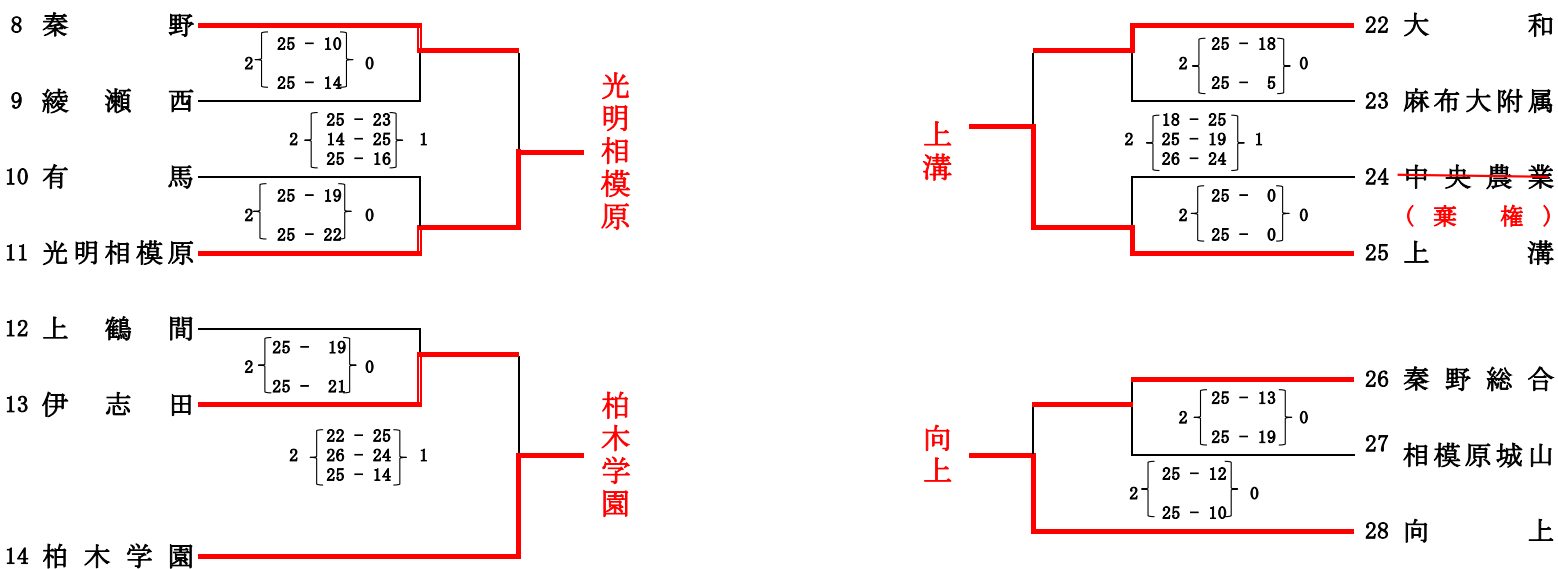 8 秦野
2 25 - 10 0
25 - 14
9 綾瀬西
2 25 - 23 1
14 - 25
25 - 16
10 有馬
2 25 - 19 0
25 - 22
11 光明相模原
光明相模原
12 上鶴間
2 25 - 19 0
25 - 21
13 伊志田
2 22 - 25 1
26 - 24
25 - 14
14 柏木学園
柏木学園
22 大和
2 25 - 18 0
25 - 5
23 麻布大附属
2 18 - 25 1
25 - 19
26 - 24
24 中央農業
(棄権)
2 25 - 0 0
25 - 0
25 上溝
上溝
26 秦野総合
2 25 - 13 0
25 - 19
27 相模原城山
2 25 - 12 0
25 - 10
28 向上
向上